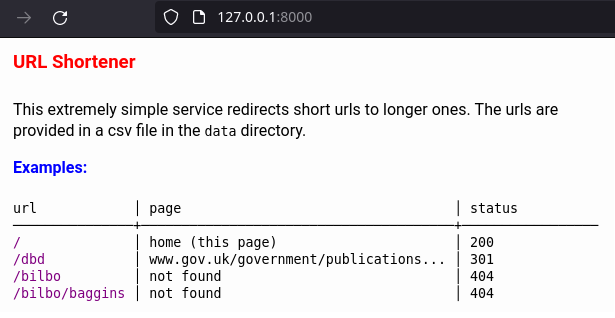 127.0.0.1:8000
URL Shortener
This extremely simple service redirects short urls to longer ones. The urls are
provided in a csv file in the data directory.
Examples:
url | page | status
/ | home (this page) | 200
/dbd | www.gov.uk/government/publications... | 301
/bilbo | not found | 404
/bilbo/baggins | not found | 404